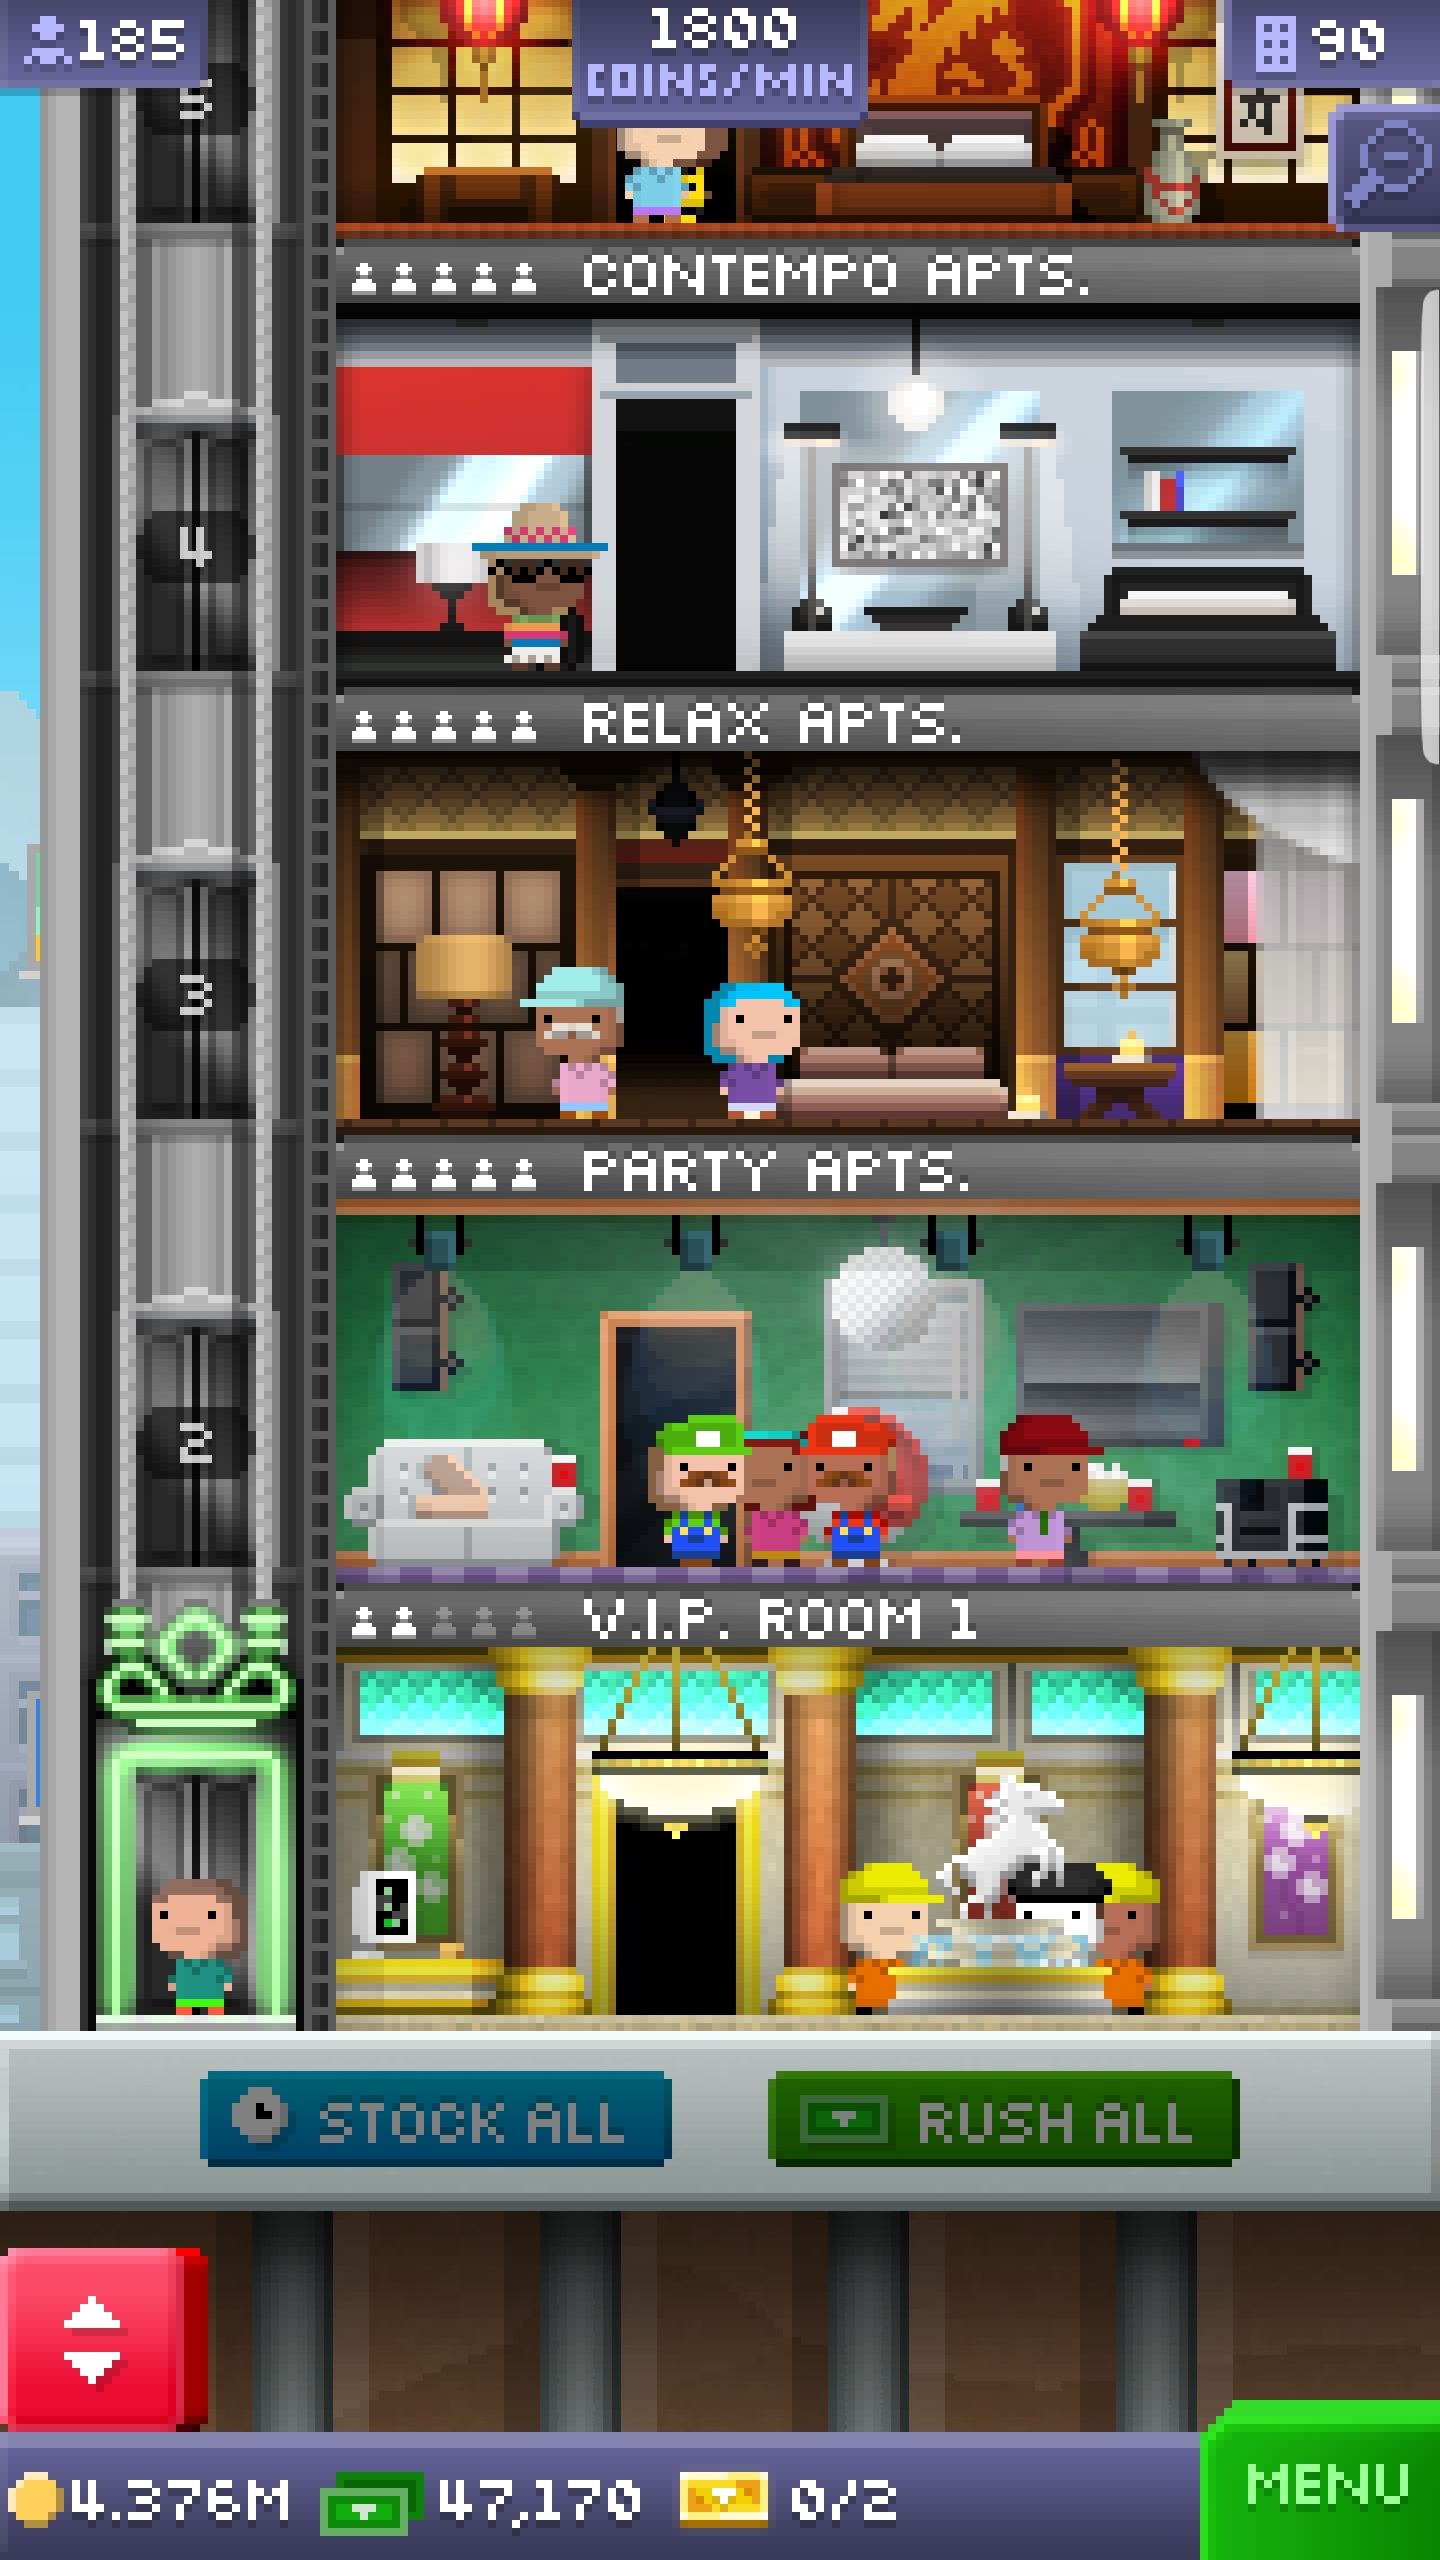 185
1800
COINS/MIN
90
5
CONTEMPO APTS.
4
RELAX APTS.
3
PARTY APTS.
2
V.I.P. ROOM 1
STOCK ALL
RUSH ALL
4.376M
47,170
0/2
MENU